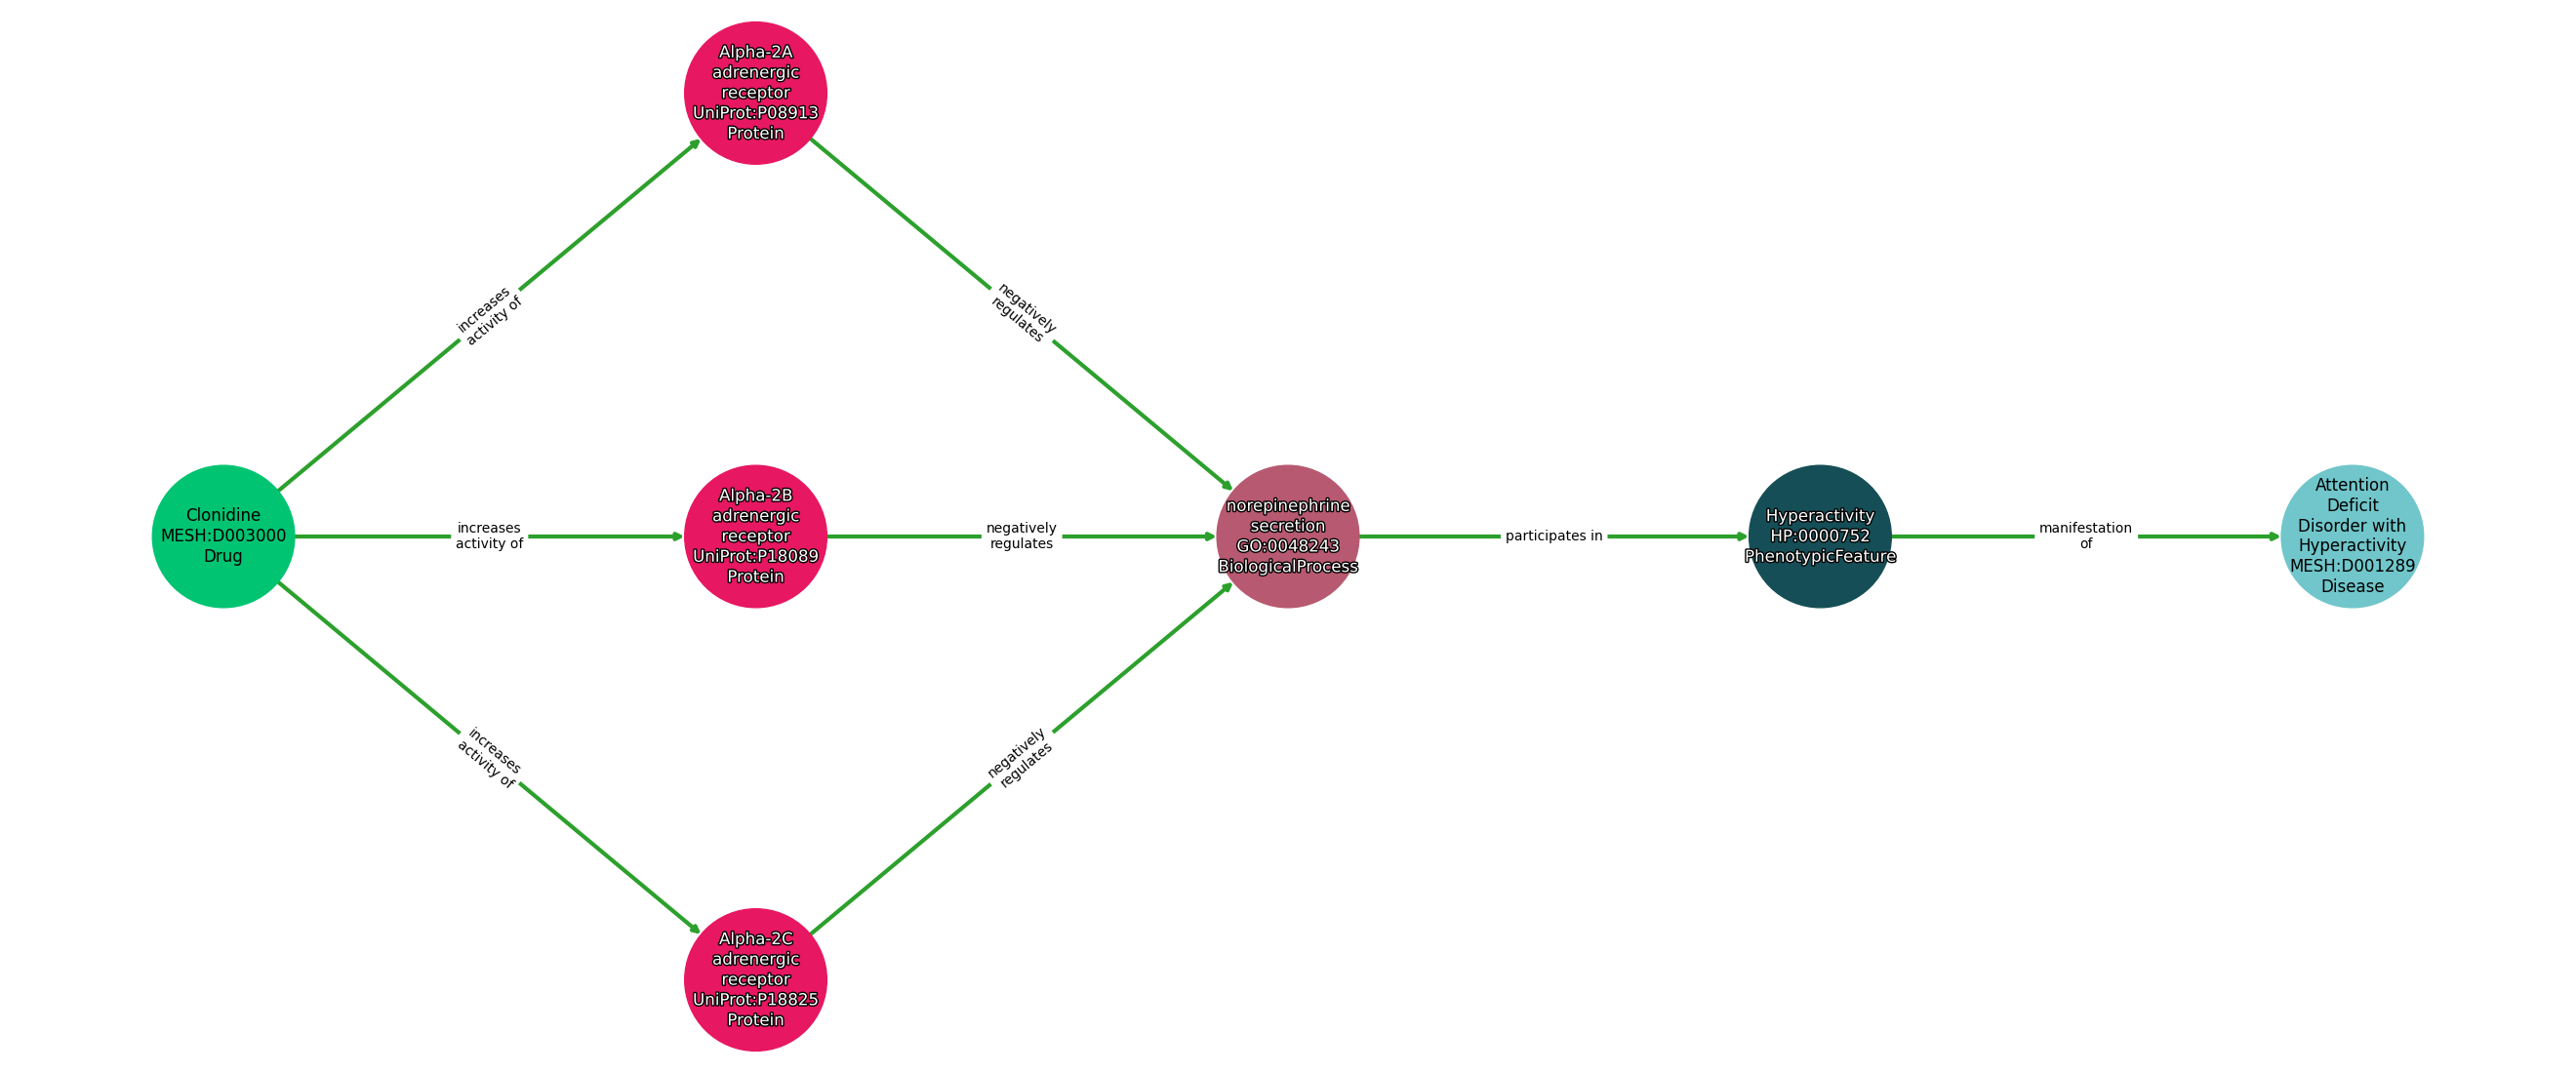 Alpha-2A
adrenergic
receptor
UniProt:P08913
Protein
increases
activity of
negatively
regulates
Clonidine
MESH:D003000
Drug
increases
activity of
Alpha-2B
adrenergic
receptor
UniProt:P18089
Protein
negatively
regulates
norepinephrine
secretion
GO:0048243
BiologicalProcess
participates in
Hyperactivity
HP:0000752
PhenotypicFeature
manifestation
of
Attention
Deficit
Disorder with
Hyperactivity
MESH:D001289
Disease
increases
activity of
negatively
regulates
Alpha-2C
adrenergic
receptor
UniProt:P18825
Protein